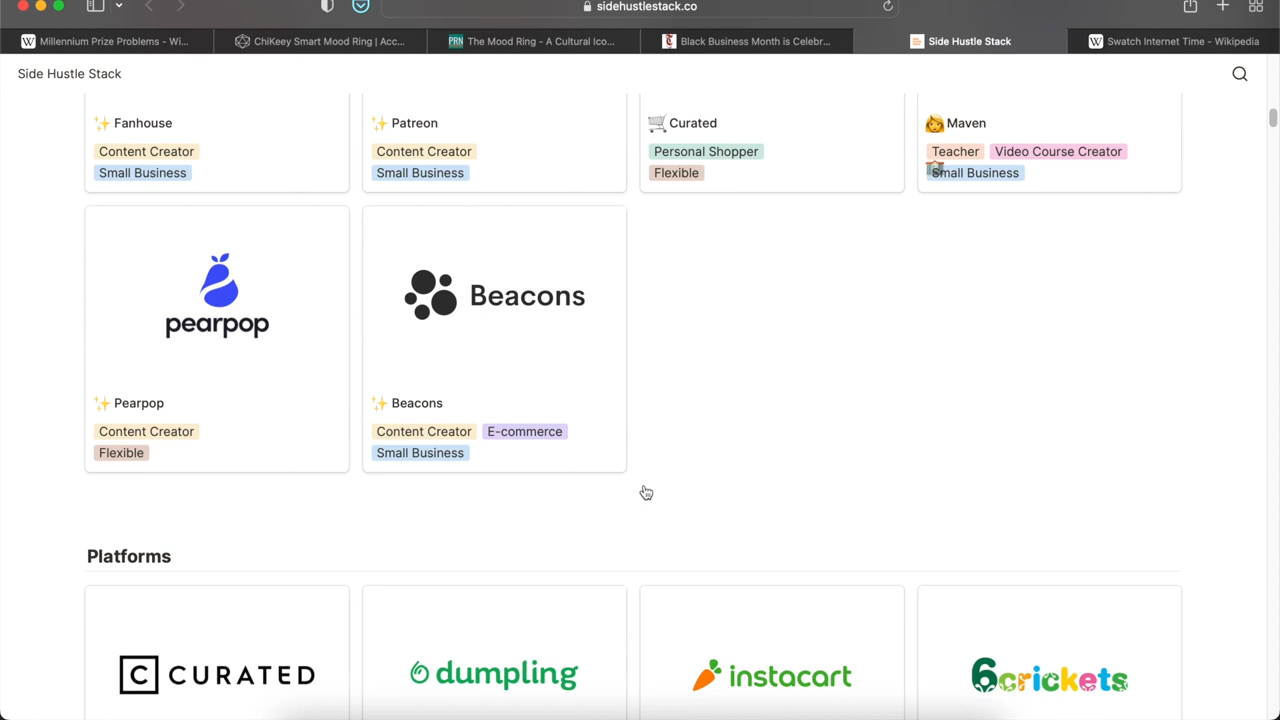 sidehustlestack.co
Millennium Prize Problems - Wi...
ChiKeey Smart Mood Ring | Acc...
PRN
The Mood Ring - A Cultural Ico...
Black Business Month is Celebr...
Side Hustle Stack
W Swatch Internet Time - Wikipedia
Side Hustle Stack
✨ Fanhouse
✨ Patreon
Curated
Maven
Content Creator
Content Creator
Personal Shopper
Teacher Video Course Creator
Small Business
Small Business
Flexible
Small Business
pearpop
Beacons
✨ Pearpop
✨ Beacons
Content Creator
Content Creator E-commerce
Flexible
Small Business
Platforms
C CURATED
dumpling
instacart
6crickets